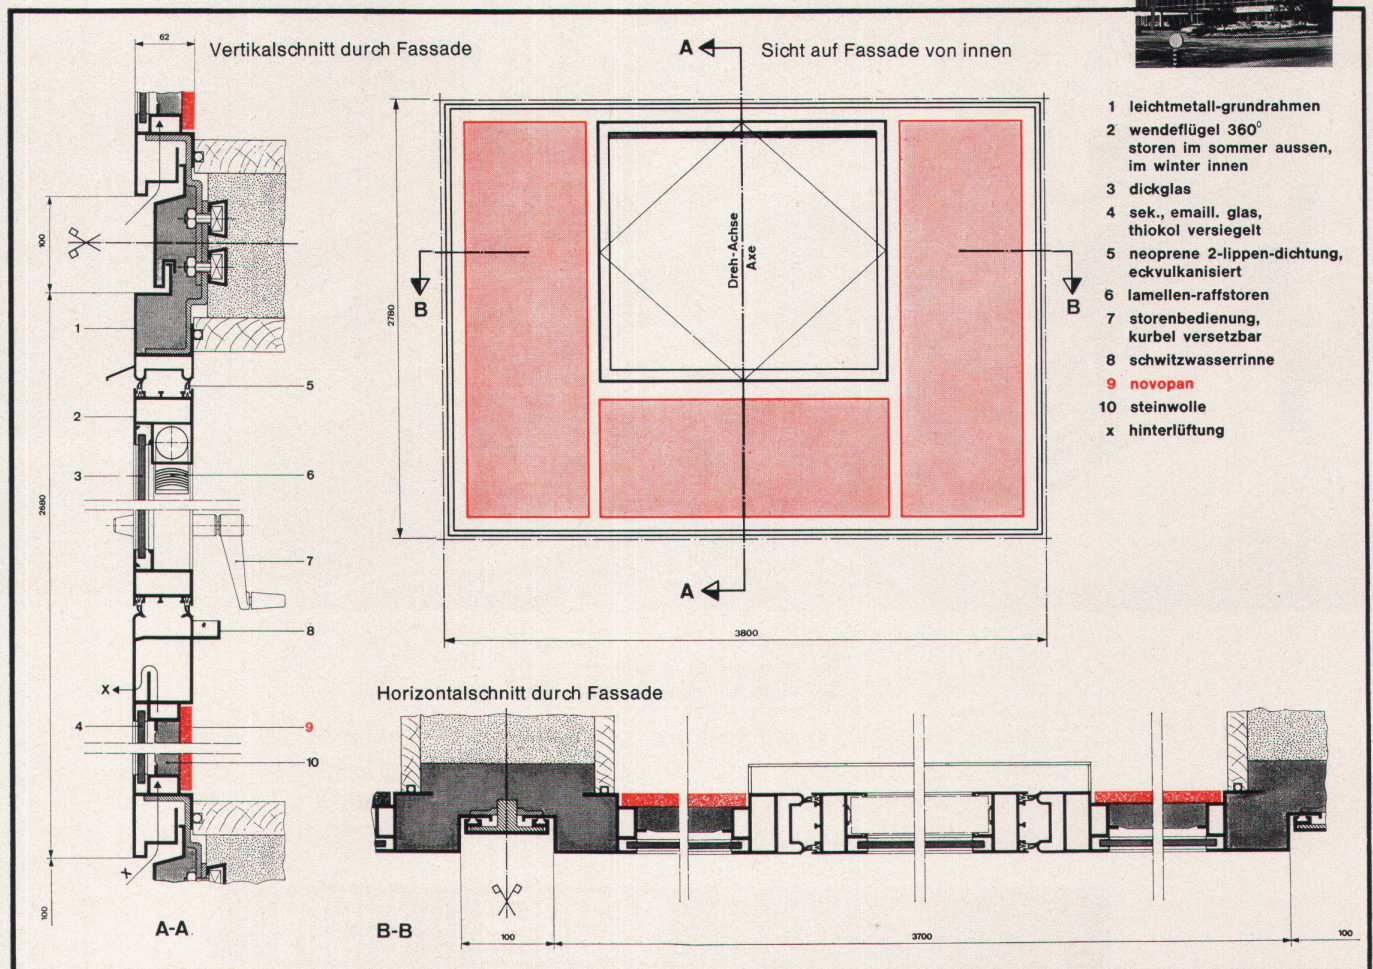 62
Vertikalschnitt durch Fassade
A
Sicht auf Fassade von innen
1 leichtmetall-grundrahmen
2 wendeflügel 360⁰
storen im sommer aussen,
im winter innen
3 dickglas
4 sek., emaill. glas,
thiokol versiegelt
5 neoprene 2-lippen-dichtung,
eckvulkanisiert
6 lamellen-raffstoren
7 storenbedienung,
kurbel versetzbar
8 schwitzwasserrinne
9 novopan
10 steinwolle
x hinterlüftung
100
1
5
2
3
6
2680
7
8
x
4
9
10
x
100
A-A
Dreh-Achse
Axe
B
B
2780
A
3800
Horizontalschnitt durch Fassade
B-B
100
3700
100